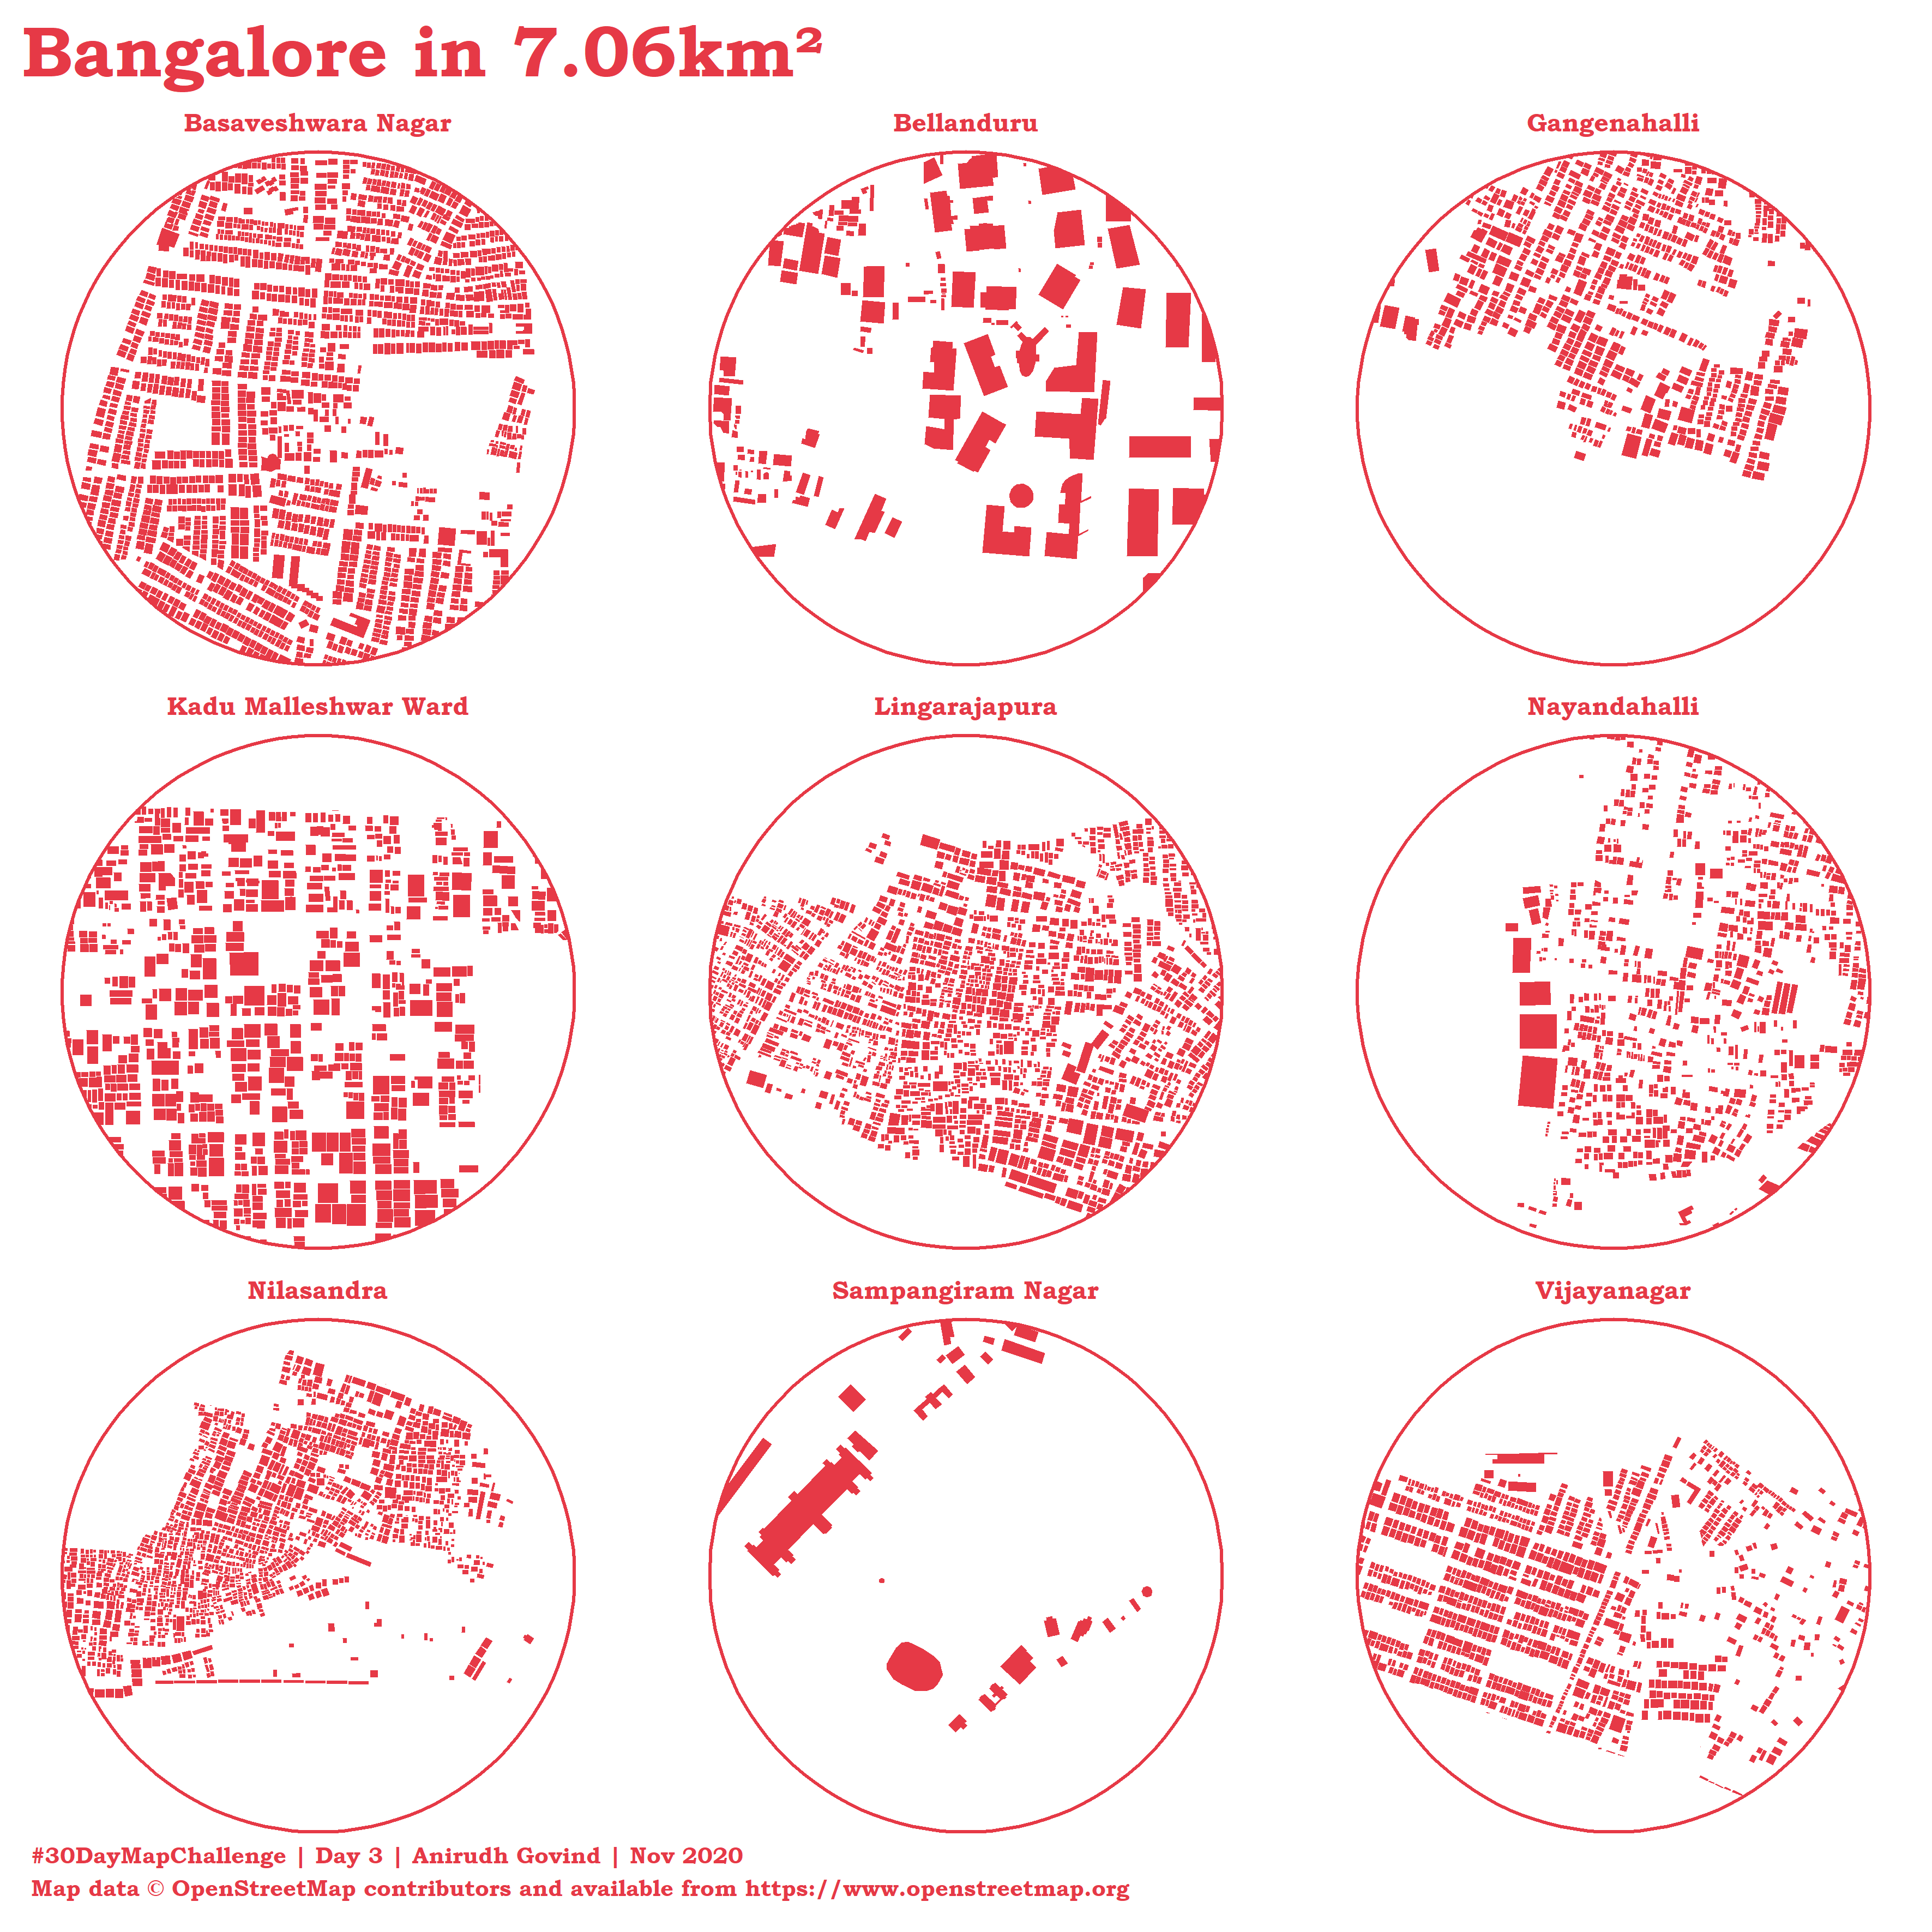 Bangalore in 7.06km²
Basaveshwara Nagar
Bellanduru
Gangenahalli
Kadu Malleshwar Ward
Lingarajapura
Nayandahalli
Nilasandra
Sampangiram Nagar
Vijayanagar
#30DayMapChallenge | Day 3 | Anirudh Govind | Nov 2020
Map data © OpenStreetMap contributors and available from https://www.openstreetmap.org